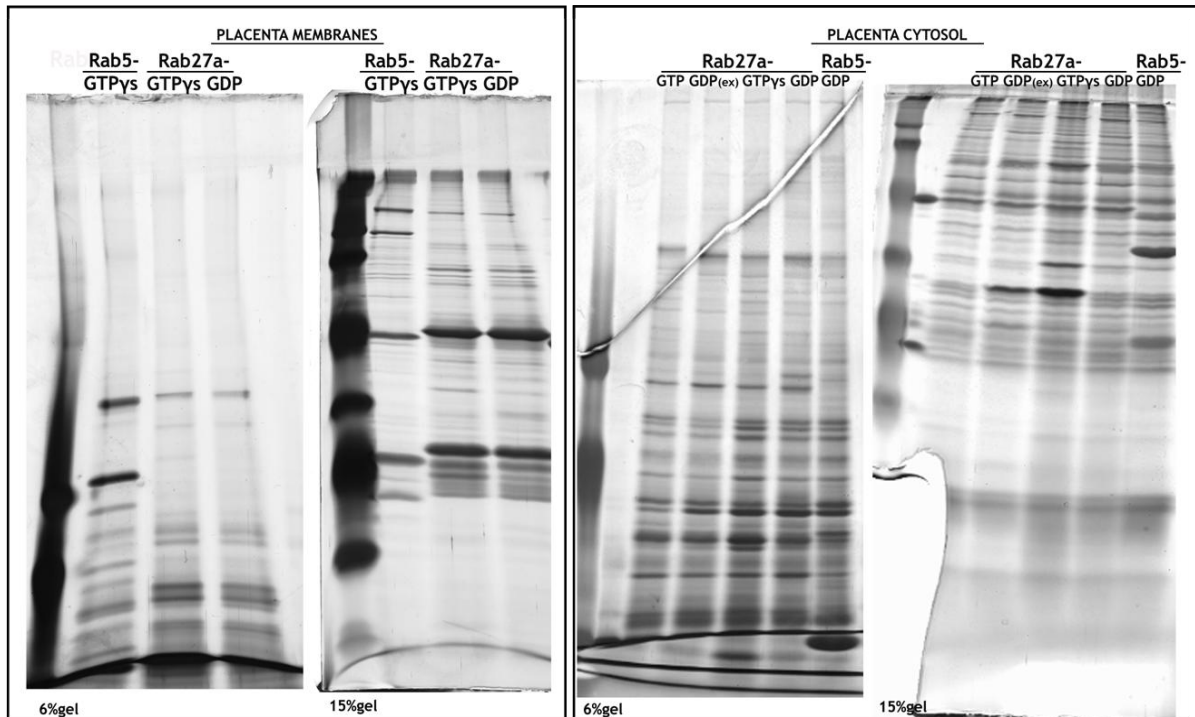 PLACENTA MEMBRANES
Rab5- Rab27a-
GTPγs GTPγs GDP
Rab5- Rab27a-
GTPγs GTPγs GDP
6%gel
15%gel
PLACENTA CYTOSOL
Rab27a- Rab5-
GTP GDP(ex) GTPγs GDP GDP
Rab27a- Rab5-
GTP GDP(ex) GTPγs GDP GDP
6%gel
15%gel